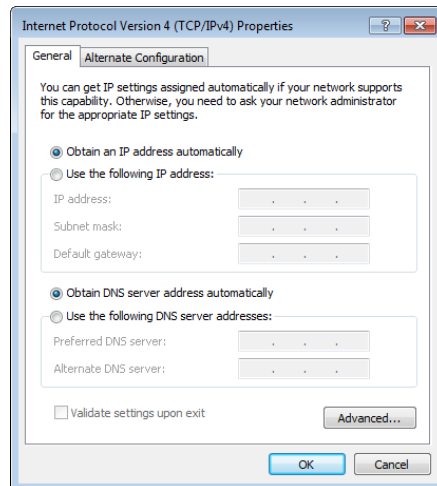 Internet Protocol Version 4 (TCP/IPv4) Properties
General
Alternate Configuration
You can get IP settings assigned automatically if your network supports
this capability. Otherwise, you need to ask your network administrator
for the appropriate IP settings.
Obtain an IP address automatically
Use the following IP address:
IP address:
Subnet mask:
Default gateway:
Obtain DNS server address automatically
Use the following DNS server addresses:
Preferred DNS server:
Alternate DNS server:
Validate settings upon exit
Advanced...
OK
Cancel